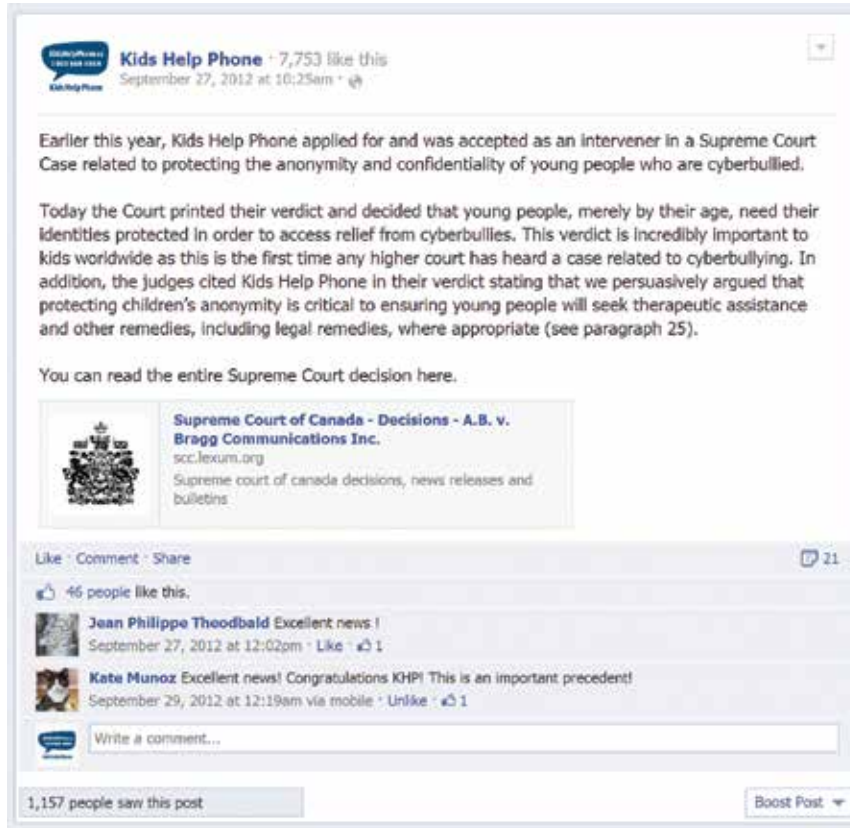 Kids Help Phone
Kids Help Phone · 7,753 like this
September 27, 2012 at 10:25am ·
Earlier this year, Kids Help Phone applied for and was accepted as an intervener in a Supreme Court
Case related to protecting the anonymity and confidentiality of young people who are cyberbullied.
Today the Court printed their verdict and decided that young people, merely by their age, need their
identities protected in order to access relief from cyberbullies. This verdict is incredibly important to
kids worldwide as this is the first time any higher court has heard a case related to cyberbullying. In
addition, the judges cited Kids Help Phone in their verdict stating that we persuasively argued that
protecting children's anonymity is critical to ensuring young people will seek therapeutic assistance
and other remedies, including legal remedies, where appropriate (see paragraph 25).
You can read the entire Supreme Court decision here.
Supreme Court of Canada - Decisions - A.B. v.
Bragg Communications Inc.
scc.lexum.org
Supreme court of canada decisions, news releases and
bulletins
Like · Comment · Share
21
46 people like this.
Jean Philippe Theodbald Excellent news !
September 27, 2012 at 12:02pm · Like · 1
Kate Munoz Excellent news! Congratulations KHP! This is an important precedent!
September 29, 2012 at 12:19am via mobile · Unlike · 1
Write a comment...
1,157 people saw this post
Boost Post